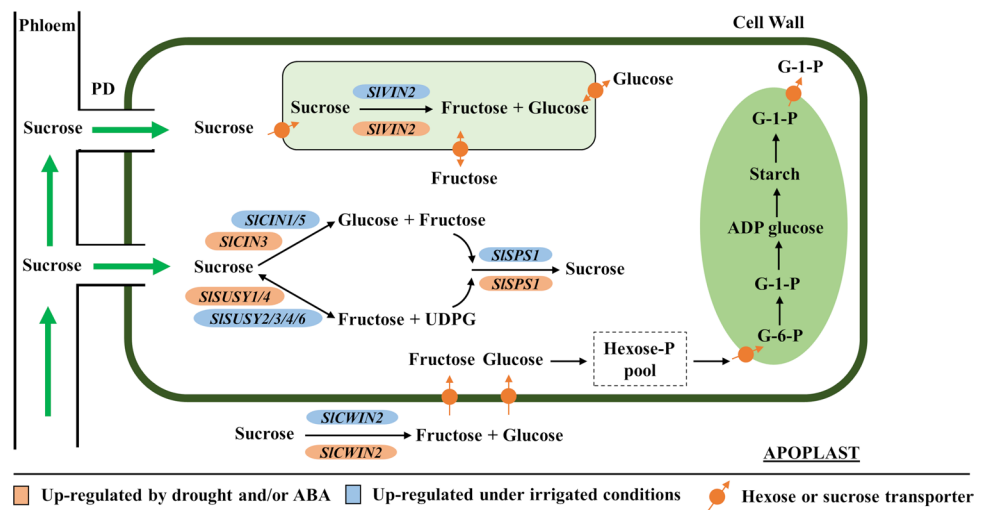 Phloem
Cell Wall
PD
G-1-P
Glucose
Sucrose
SlVIN2
Fructose + Glucose
SlVIN2
Sucrose
Sucrose
Fructose
G-1-P
Starch
ADP glucose
G-1-P
G-6-P
SlCIN1/5
Glucose + Fructose
SlCIN3
Sucrose
Sucrose
SlSPS1
Sucrose
SlSPS1
SlSUSY1/4
SlSUSY2/3/4/6
Fructose + UDPG
Fructose Glucose
Hexose-P
pool
SlCWIN2
Sucrose
Fructose + Glucose
SlCWIN2
APOPLAST
Up-regulated by drought and/or ABA
Up-regulated under irrigated conditions
Hexose or sucrose transporter